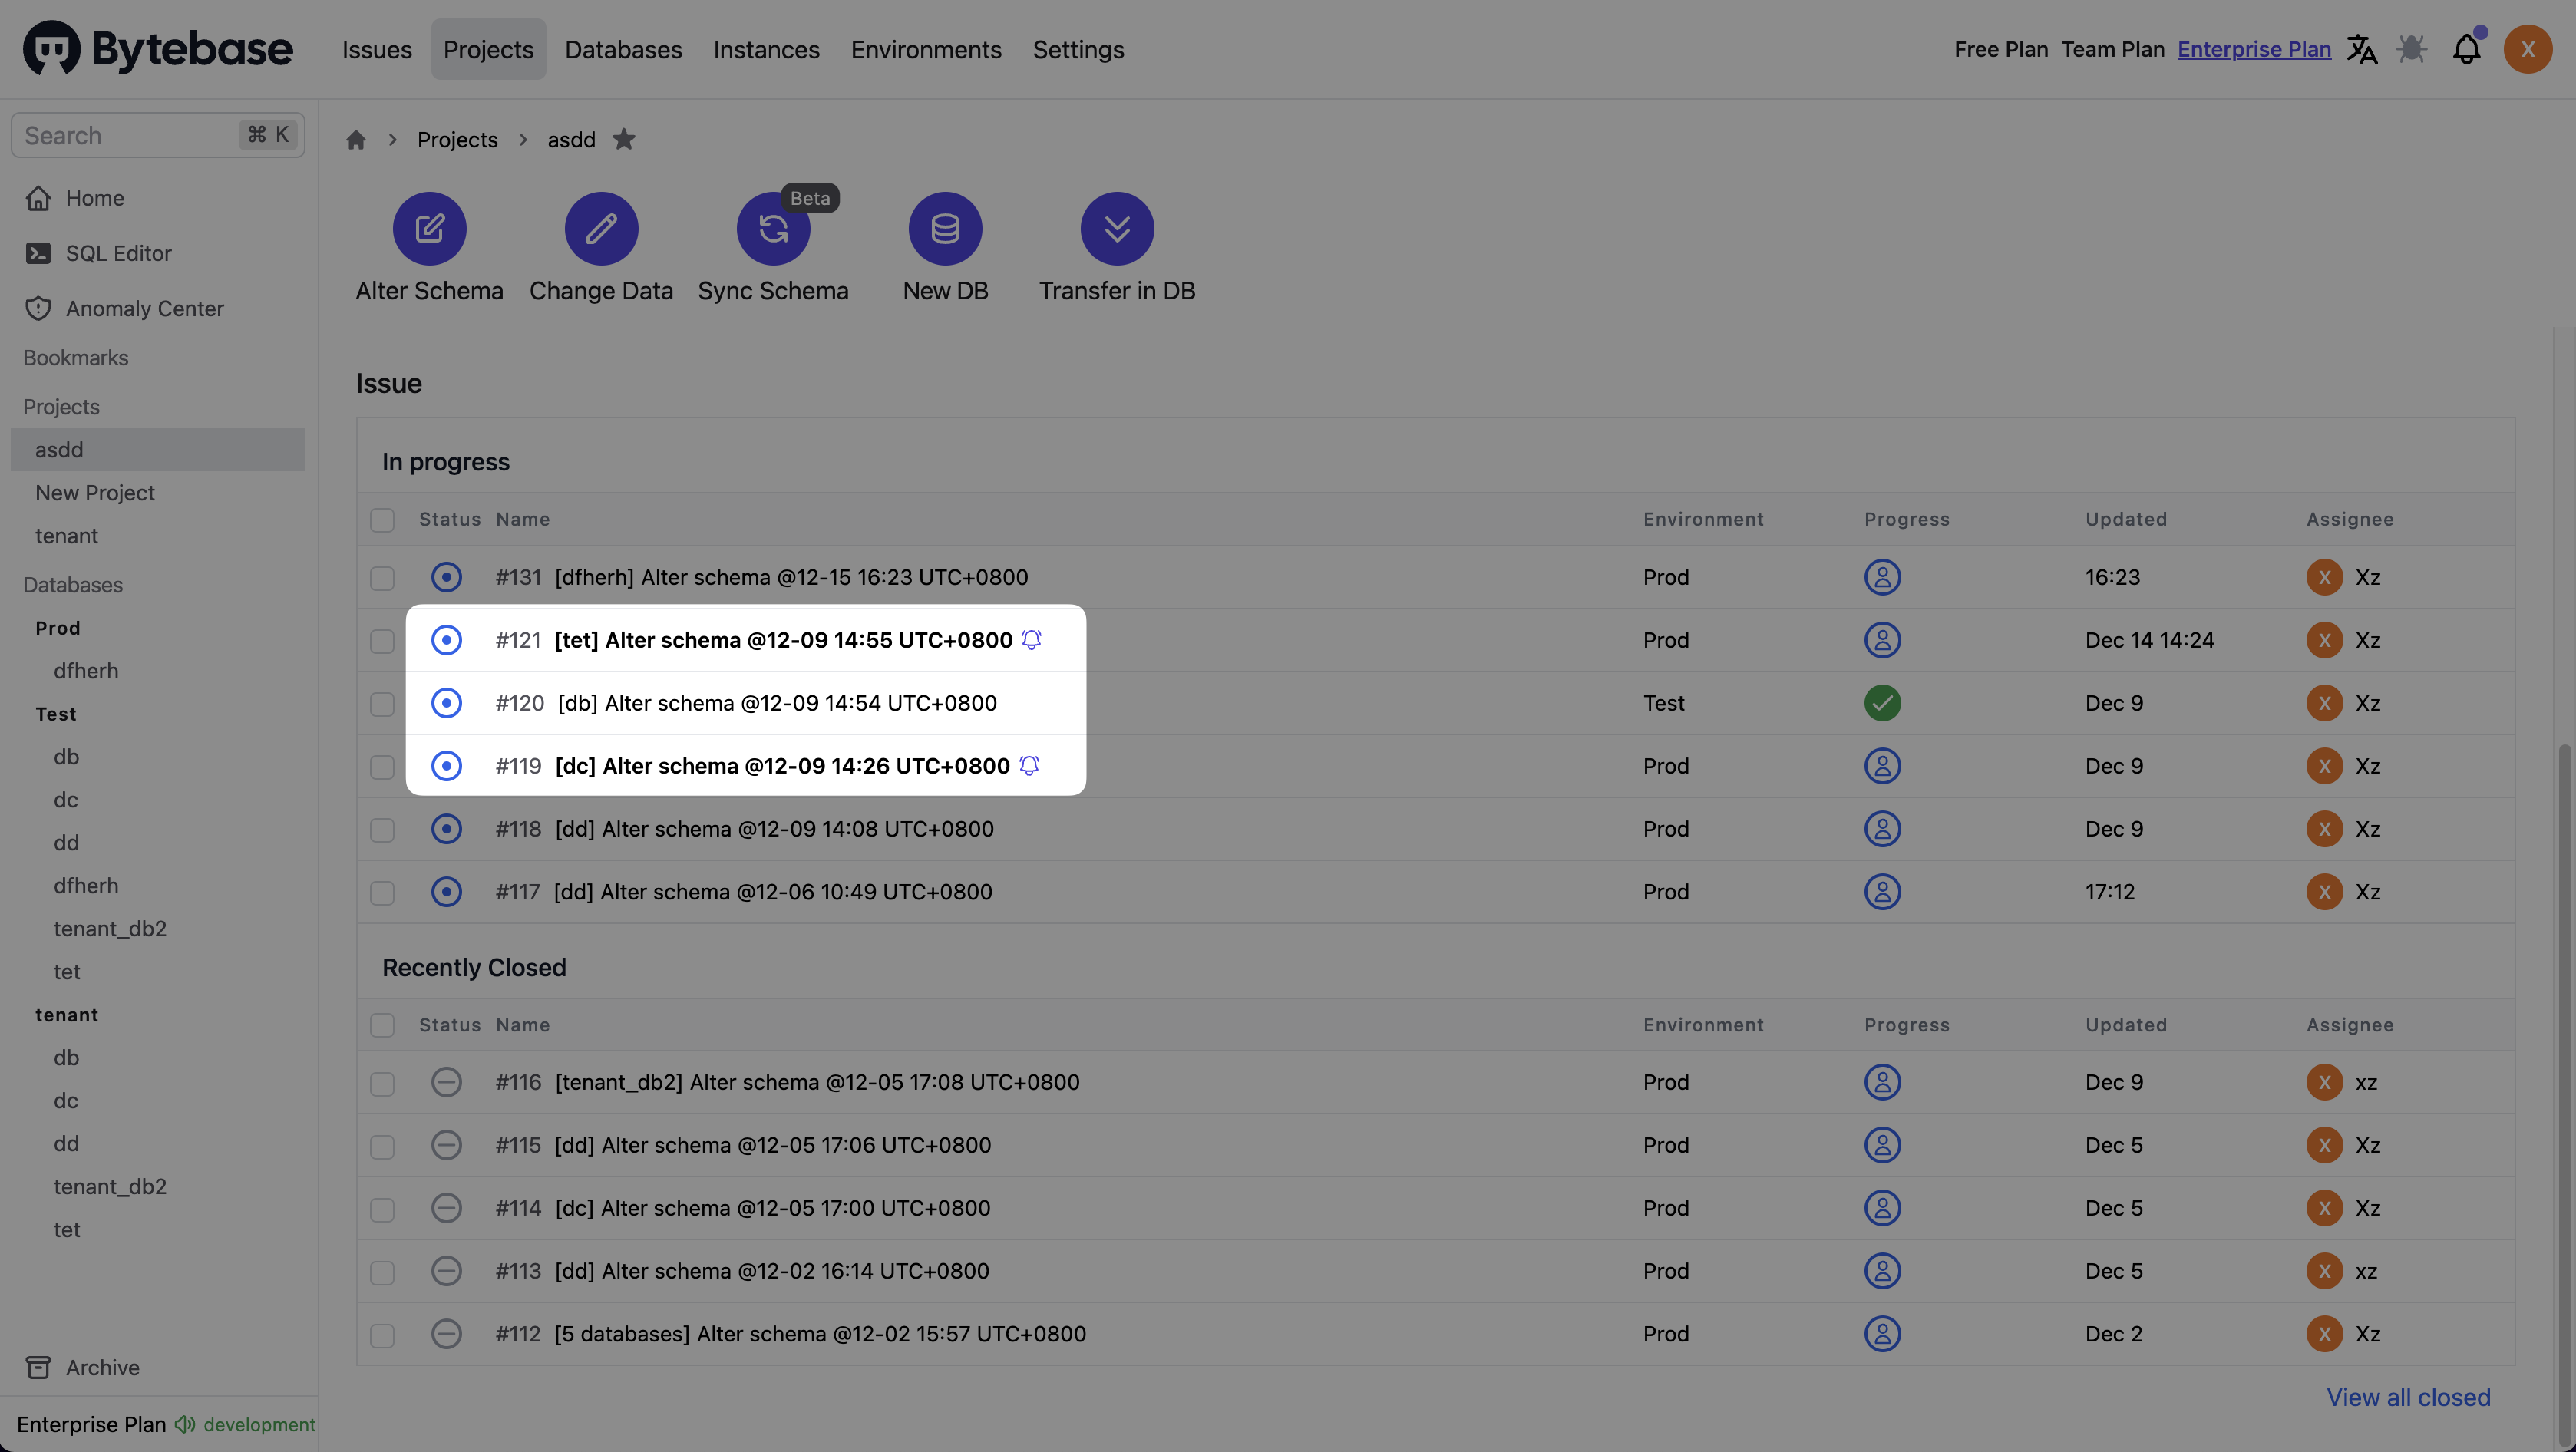 Bytebase
Issues Projects Databases Instances Environments Settings
Free Plan Team Plan Enterprise Plan X
Search ⌘ K
Home
SQL Editor
Anomaly Center
Bookmarks
Projects
asdd
New Project
tenant
Databases
Prod
dfherh
Test
db
dc
dd
dfherh
tenant_db2
tet
tenant
db
dc
dd
tenant_db2
tet
Archive
Enterprise Plan development
Projects > asdd
Beta
Alter Schema Change Data Sync Schema New DB Transfer in DB
Issue
In progress
Status Name Environment Progress Updated Assignee
#131 [dfherh] Alter schema @12-15 16:23 UTC+0800 Prod 16:23 X Xz
#121 [tet] Alter schema @12-09 14:55 UTC+0800 Prod Dec 14 14:24 X Xz
#120 [db] Alter schema @12-09 14:54 UTC+0800 Test Dec 9 X Xz
#119 [dc] Alter schema @12-09 14:26 UTC+0800 Prod Dec 9 X Xz
#118 [dd] Alter schema @12-09 14:08 UTC+0800 Prod Dec 9 X Xz
#117 [dd] Alter schema @12-06 10:49 UTC+0800 Prod 17:12 X Xz
Recently Closed
Status Name Environment Progress Updated Assignee
#116 [tenant_db2] Alter schema @12-05 17:08 UTC+0800 Prod Dec 9 X xz
#115 [dd] Alter schema @12-05 17:06 UTC+0800 Prod Dec 5 X Xz
#114 [dc] Alter schema @12-05 17:00 UTC+0800 Prod Dec 5 X Xz
#113 [dd] Alter schema @12-02 16:14 UTC+0800 Prod Dec 5 X xz
#112 [5 databases] Alter schema @12-02 15:57 UTC+0800 Prod Dec 2 X Xz
View all closed